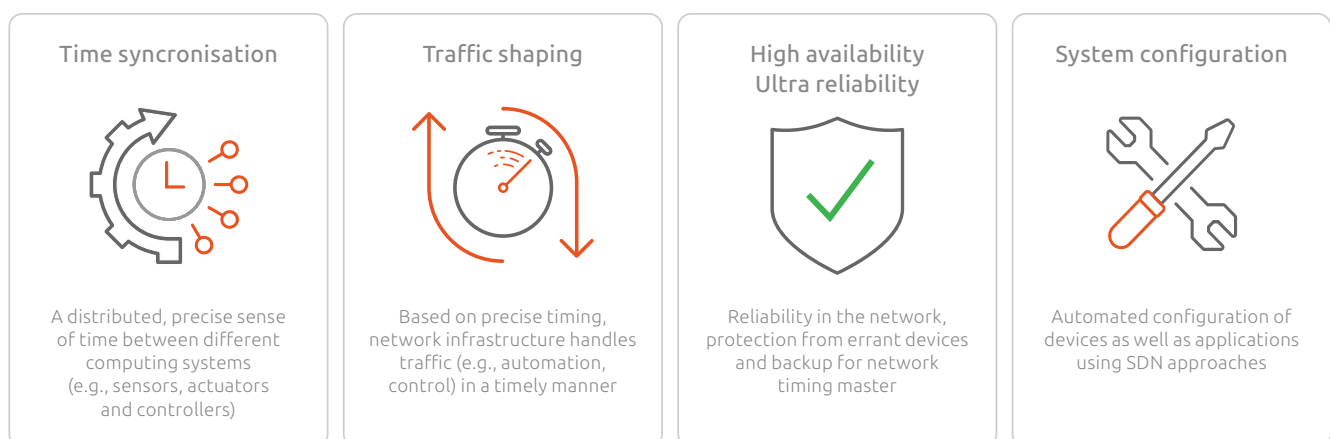 Time syncronisation
A distributed, precise sense
of time between different
computing systems
(e.g., sensors, actuators
and controllers)
Traffic shaping
Based on precise timing,
network infrastructure handles
traffic (e.g., automation,
control) in a timely manner
High availability
Ultra reliability
Reliability in the network,
protection from errant devices
and backup for network
timing master
System configuration
Automated configuration of
devices as well as applications
using SDN approaches